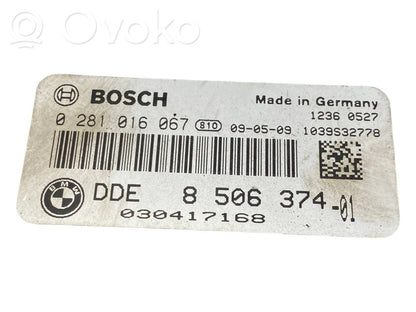 Ovoko
BOSCH
Made in Germany
1236 0527
0 281 016 067 810 09-05-09 1039S32778
BMW
DDE 8 506 374-01
030417168